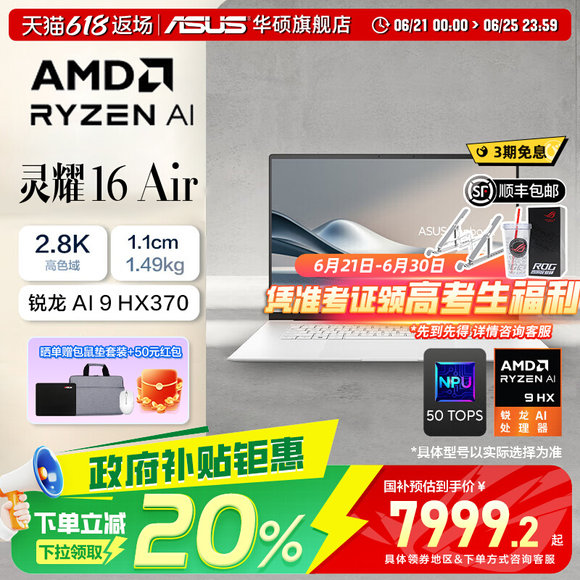 天猫618返场 ASUS 华硕旗舰店 06/21 00:00 > 06/25 23:59
AMD
RYZEN AI
3期免息
SF 顺丰包邮
灵耀16 Air
2.8K
高色域
1.1cm
1.49kg
锐龙 AI 9 HX370
ROG
6月21日-6月30日
凭准考证领高考生福利
*先到先得 详情咨询客服
晒单赠包鼠垫套装+50元红包
NPU
50 TOPS
AMD
RYZEN AI
9 HX
锐龙 AI
处理器
*具体型号以实际选择为准
政府补贴钜惠
下单立减
下拉领取
20%
国补预估到手价
7999.2起
具体领券地区&下单方式咨询客服